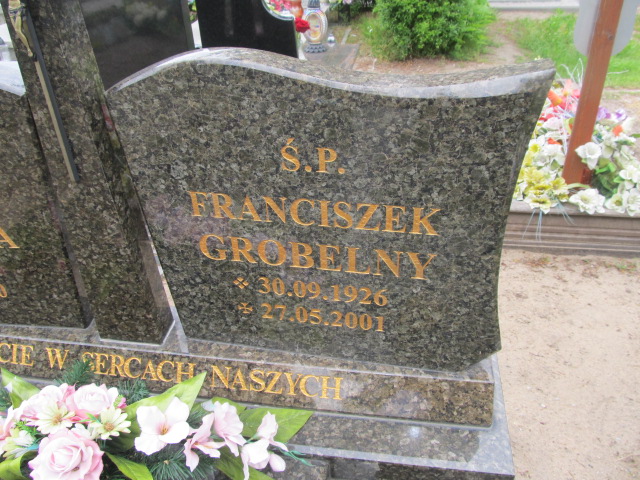 Ś.P.
FRANCISZEK
GROBELNY
30.09.1926
27.05.2001
W SERCACH NASZYCH